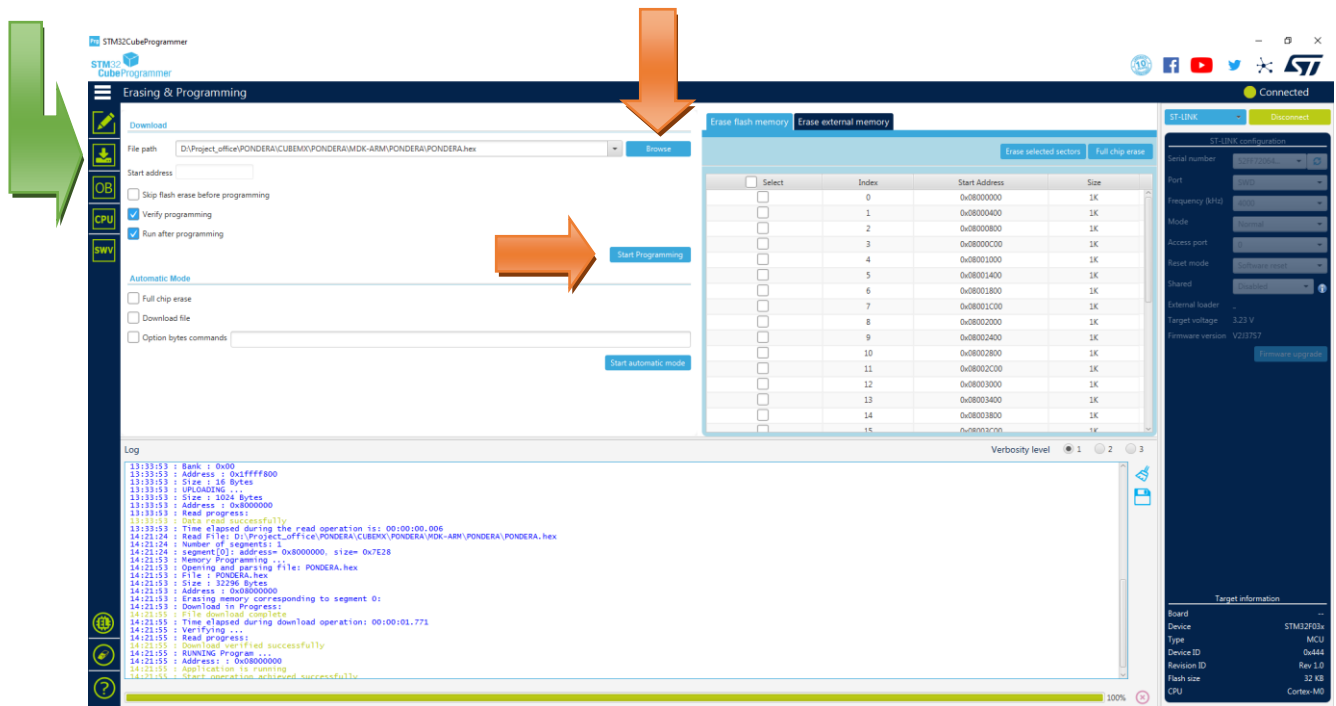 STM32CubeProgrammer
STM32
CubeProgrammer
Erasing & Programming
Connected
Download
File path D:\Project_office\PONDERA\CUBEMX\PONDERA\MDK-ARM\PONDERA\PONDERA.hex Browse
Start address
Skip flash erase before programming
Verify programming
Run after programming
Start Programming
Automatic Mode
Full chip erase
Download file
Option bytes commands
Start automatic mode
OB
CPU
SWV
Erase flash memory Erase external memory
Erase selected sectors Full chip erase
Select Index Start Address Size
0 0x08000000 1K
1 0x08000400 1K
2 0x08000800 1K
3 0x08000C00 1K
4 0x08001000 1K
5 0x08001400 1K
6 0x08001800 1K
7 0x08001C00 1K
8 0x08002000 1K
9 0x08002400 1K
10 0x08002800 1K
11 0x08002C00 1K
12 0x08003000 1K
13 0x08003400 1K
14 0x08003800 1K
15 0x08003C00 1K
ST-LINK Disconnect
ST-LINK configuration
Serial number
Port SWD
Frequency (kHz) 4000
Mode Normal
Access port 0
Reset mode Software reset
Shared Disabled
External loader _
Target voltage 3.23 V
Firmware version V2J37S7
Firmware upgrade
Log
Verbosity level 1 2 3
13:33:53 : Bank : 0x00
13:33:53 : Address : 0x1ffff800
13:33:53 : Size : 16 Bytes
13:33:53 : UPLOADING ...
13:33:53 : Size : 1024 Bytes
13:33:53 : Address : 0x8000000
13:33:53 : Read progress:
13:33:53 : Data read successfully
13:33:53 : Time elapsed during the read operation is: 00:00:00.006
14:21:24 : Read File: D:\Project_office\PONDERA\CUBEMX\PONDERA\MDK-ARM\PONDERA\PONDERA.hex
14:21:24 : Number of segments: 1
14:21:24 : segment[0]: address= 0x8000000, size= 0x7E28
14:21:53 : Memory Programming ...
14:21:53 : Opening and parsing file: PONDERA.hex
14:21:53 : File : PONDERA.hex
14:21:53 : Size : 32296 Bytes
14:21:53 : Address : 0x08000000
14:21:53 : Erasing memory corresponding to segment 0:
14:21:53 : Download in Progress:
14:21:55 : File download complete
14:21:55 : Time elapsed during download operation: 00:00:01.771
14:21:55 : Verifying ...
14:21:55 : Read progress:
14:21:55 : Download verified successfully
14:21:55 : RUNNING Program ...
14:21:55 : Address: : 0x08000000
14:21:55 : Application is running
14:21:55 : Start operation achieved successfully
100%
Target information
Board --
Device STM32F03x
Type MCU
Device ID 0x444
Revision ID Rev 1.0
Flash size 32 KB
CPU Cortex-M0